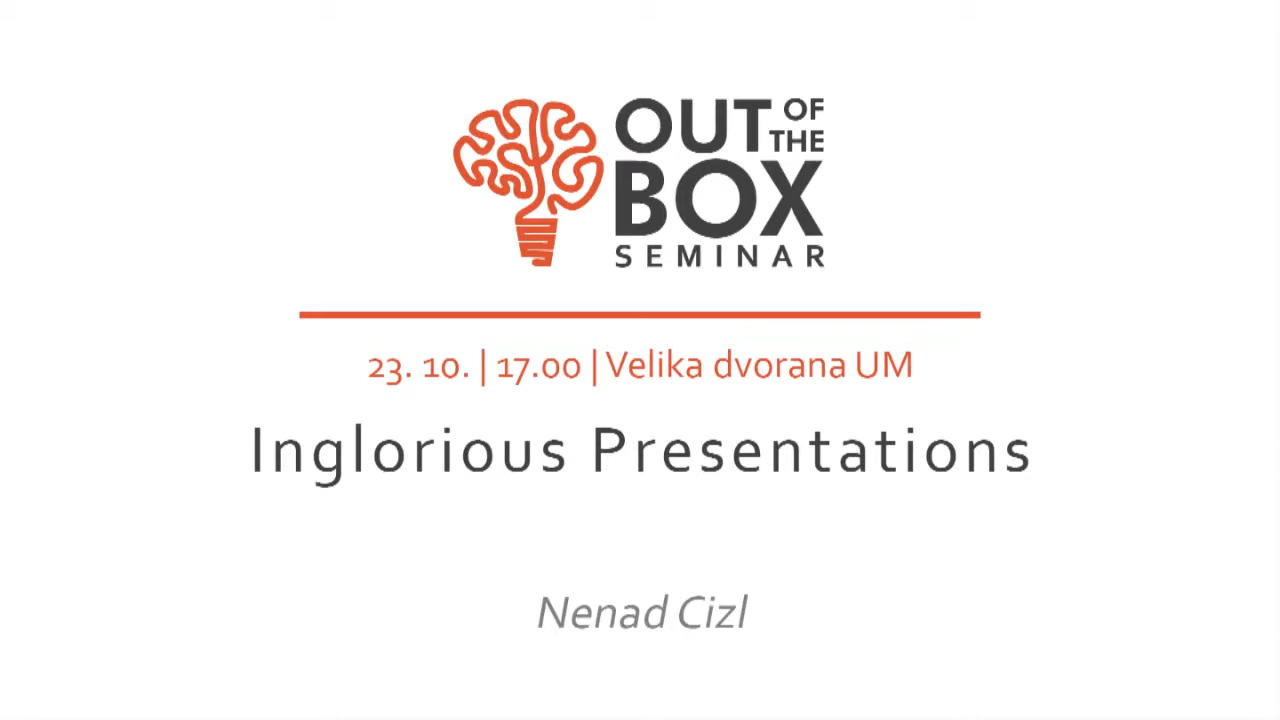 OUT OF THE
BOX
SEMINAR
23. 10. | 17.00 | Velika dvorana UM
Inglorious Presentations
Nenad Cizl